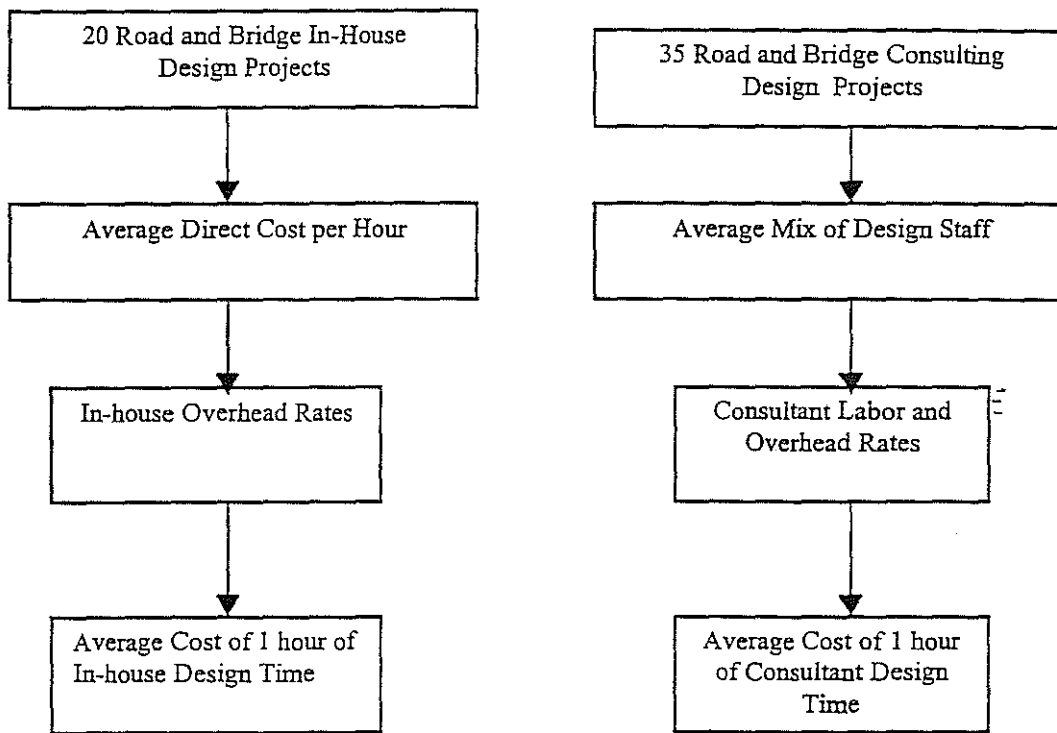 20 Road and Bridge In-House
Design Projects
Average Direct Cost per Hour
In-house Overhead Rates
Average Cost of 1 hour of
In-house Design Time
35 Road and Bridge Consulting
Design Projects
Average Mix of Design Staff
Consultant Labor and
Overhead Rates
Average Cost of 1 hour
of Consultant Design
Time